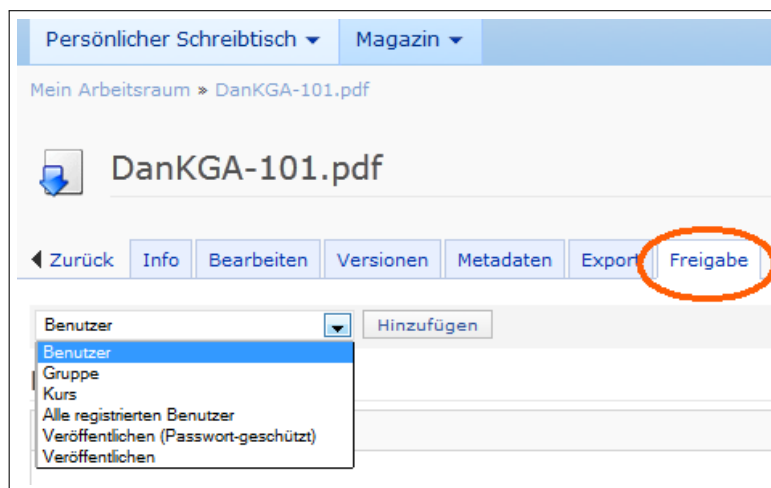 Persönlicher Schreibtisch Magazin
Mein Arbeitsraum » DanKGA-101.pdf
DanKGA-101.pdf
Zurück Info Bearbeiten Versionen Metadaten Export Freigabe
Benutzer Hinzufügen
Benutzer
Gruppe
Kurs
Alle registrierten Benutzer
Veröffentlichen (Passwort-geschützt)
Veröffentlichen